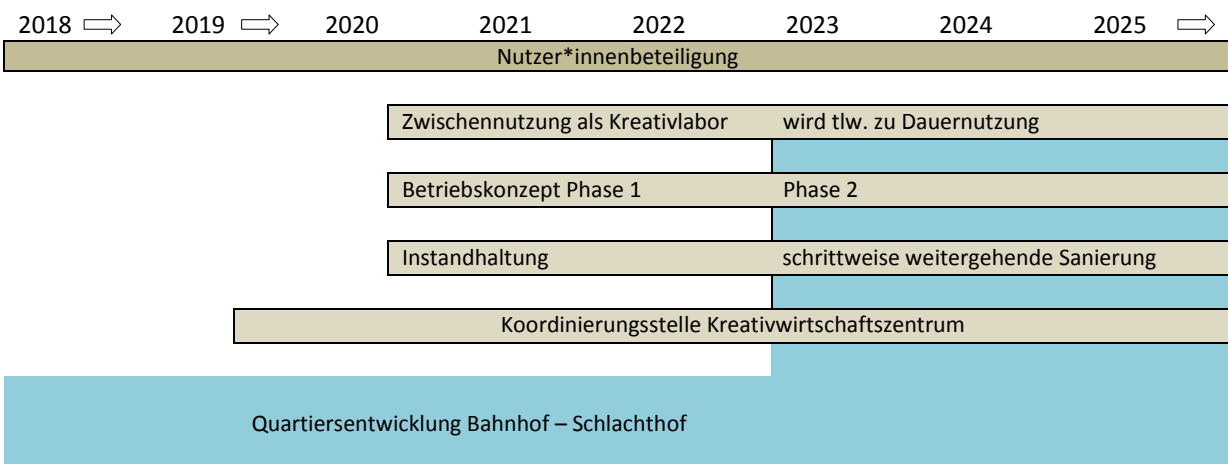 2018 2019 2020 2021 2022 2023 2024 2025
Nutzer*innenbeteiligung
Zwischennutzung als Kreativlabor wird tlw. zu Dauernutzung
Betriebskonzept Phase 1 Phase 2
Instandhaltung schrittweise weitergehende Sanierung
Koordinierungsstelle Kreativwirtschaftszentrum
Quartiersentwicklung Bahnhof – Schlachthof